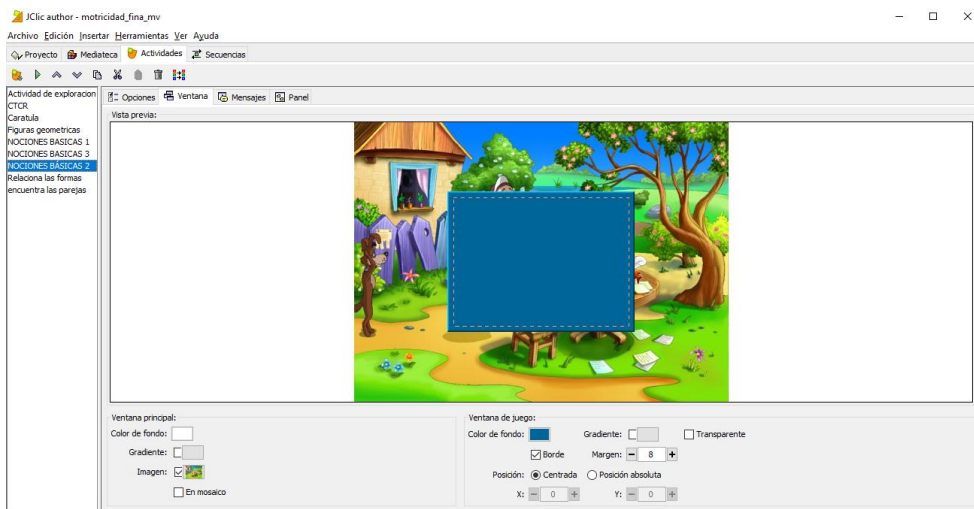 JClic author - motricidad_fina_mv
Archivo Edición Insertar Herramientas Ver Ayuda
Proyecto Mediateca Actividades Secuencias
Actividad de exploracion
CTCR
Caratula
Figuras geometricas
NOCIONES BASICAS 1
NOCIONES BASICAS 3
NOCIONES BÁSICAS 2
Relaciona las formas
encuentra las parejas
Opciones Ventana Mensajes Panel
Vista previa:
Ventana principal:
Color de fondo:
Gradiente:
Imagen:
En mosaico
Ventana de juego:
Color de fondo: Gradiente: Transparente
Borde Margen: 8
Posición: Centrada Posición absoluta
X: 0 Y: 0